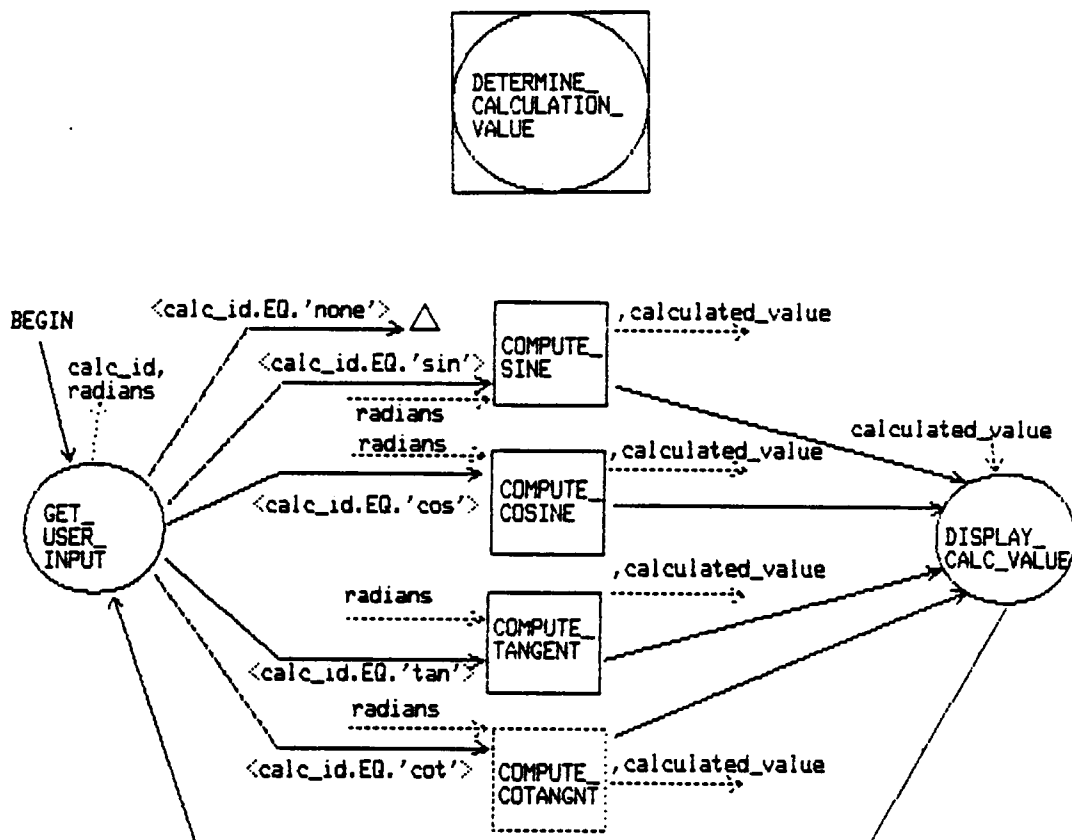 DETERMINE_
CALCULATION_
VALUE
<calc_id.EQ.'none'>
,calculated_value
BEGIN
calc_id,
radians
COMPUTE_
SINE
<calc_id.EQ.'sin'>
radians
radians
,calculated_value
calculated_value
<calc_id.EQ.'cos'>
COMPUTE_
COSINE
GET_
USER_
INPUT
DISPLAY_
CALC_VALUE
,calculated_value
radians
COMPUTE_
TANGENT
<calc_id.EQ.'tan'>
radians
<calc_id.EQ.'cot'>
COMPUTE_
COTANGNT
,calculated_value